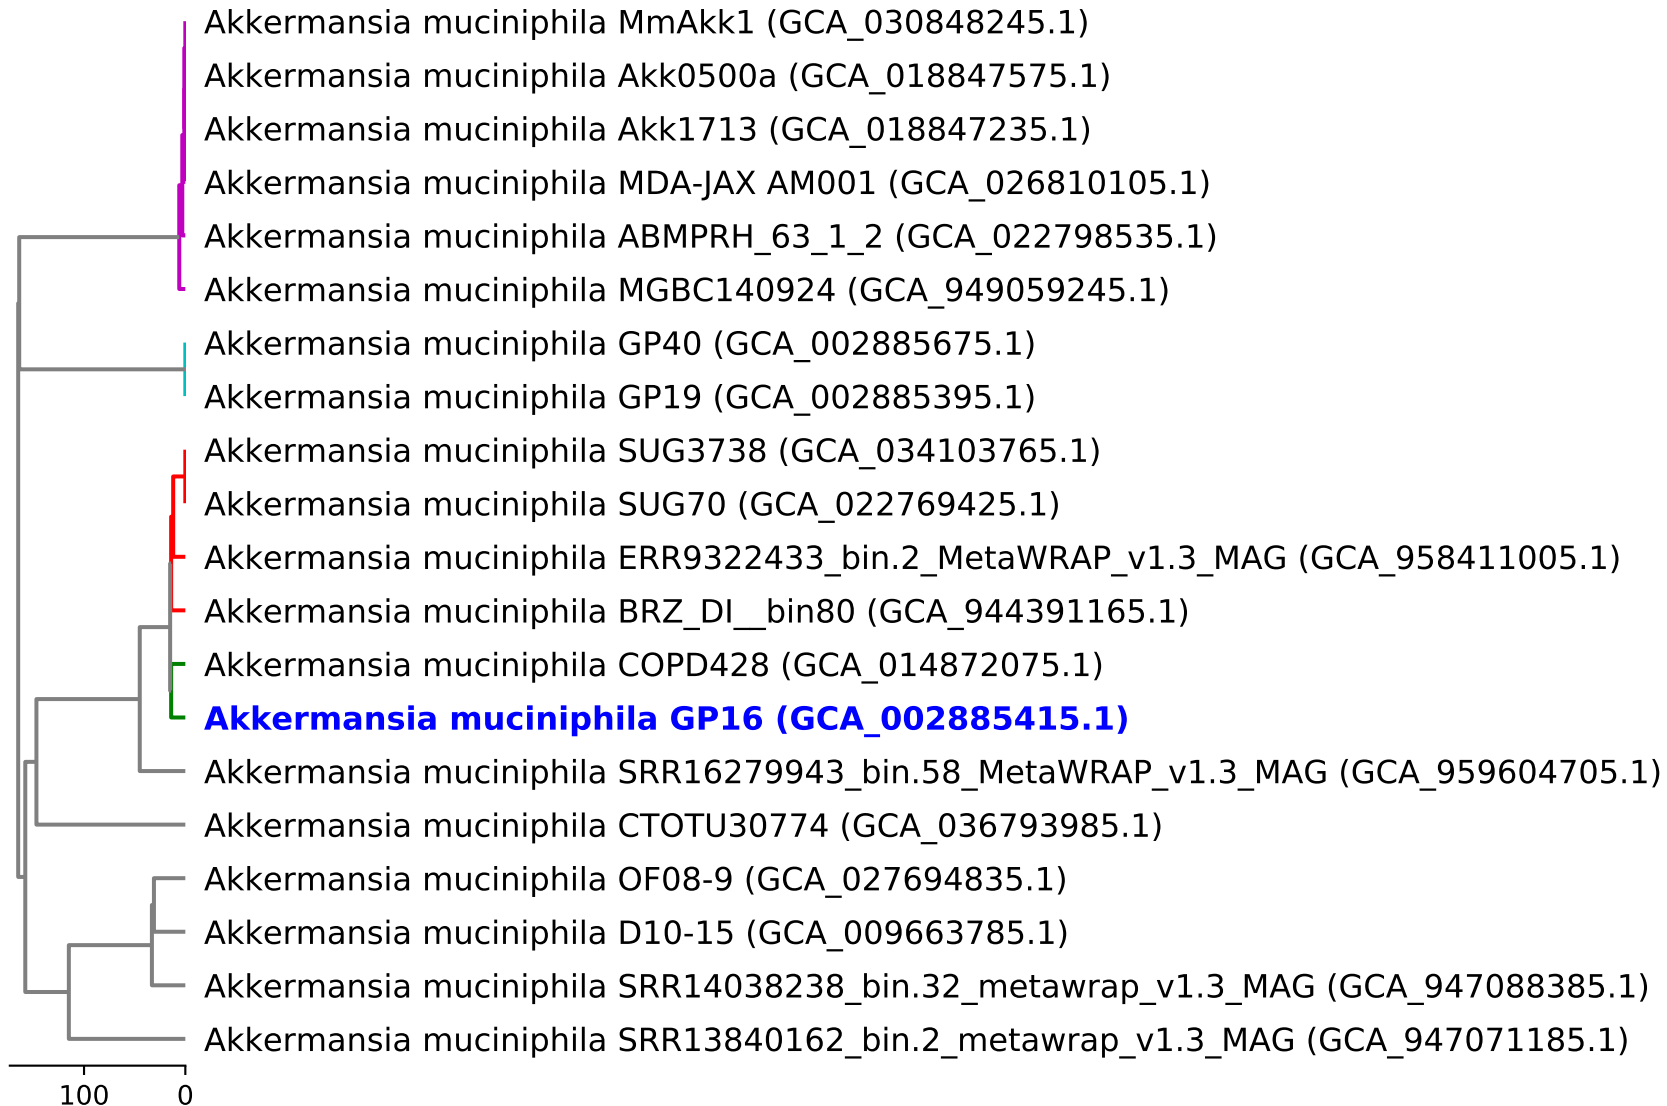 Akkermansia muciniphila MmAkk1 (GCA_030848245.1)
Akkermansia muciniphila Akk0500a (GCA_018847575.1)
Akkermansia muciniphila Akk1713 (GCA_018847235.1)
Akkermansia muciniphila MDA-JAX AM001 (GCA_026810105.1)
Akkermansia muciniphila ABMPRH_63_1_2 (GCA_022798535.1)
Akkermansia muciniphila MGBC140924 (GCA_949059245.1)
Akkermansia muciniphila GP40 (GCA_002885675.1)
Akkermansia muciniphila GP19 (GCA_002885395.1)
Akkermansia muciniphila SUG3738 (GCA_034103765.1)
Akkermansia muciniphila SUG70 (GCA_022769425.1)
Akkermansia muciniphila ERR9322433_bin.2_MetaWRAP_v1.3_MAG (GCA_958411005.1)
Akkermansia muciniphila BRZ_DI__bin80 (GCA_944391165.1)
Akkermansia muciniphila COPD428 (GCA_014872075.1)
Akkermansia muciniphila GP16 (GCA_002885415.1)
Akkermansia muciniphila SRR16279943_bin.58_MetaWRAP_v1.3_MAG (GCA_959604705.1)
Akkermansia muciniphila CTOTU30774 (GCA_036793985.1)
Akkermansia muciniphila OF08-9 (GCA_027694835.1)
Akkermansia muciniphila D10-15 (GCA_009663785.1)
Akkermansia muciniphila SRR14038238_bin.32_metawrap_v1.3_MAG (GCA_947088385.1)
Akkermansia muciniphila SRR13840162_bin.2_metawrap_v1.3_MAG (GCA_947071185.1)
100 0